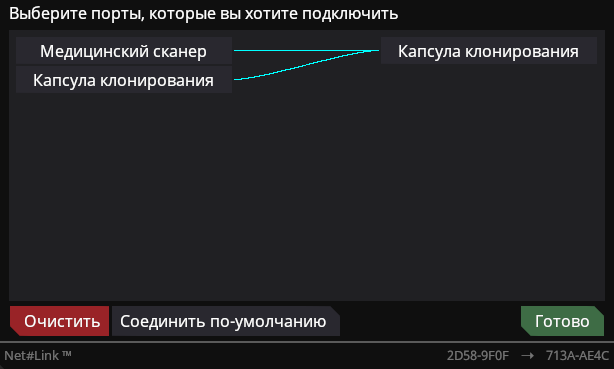 Выберите порты, которые вы хотите подключить
Медицинский сканер
Капсула клонирования
Капсула клонирования
Очистить
Соединить по-умолчанию
Готово
Net#Link ™
2D58-9F0F → 713A-AE4C